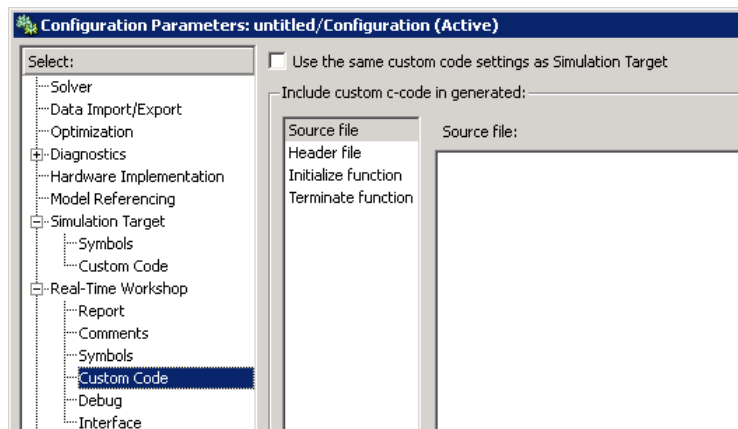 Configuration Parameters: untitled/Configuration (Active)
Select:
Solver
Data Import/Export
Optimization
Diagnostics
Hardware Implementation
Model Referencing
Simulation Target
Symbols
Custom Code
Real-Time Workshop
Report
Comments
Symbols
Custom Code
Debug
Interface
Use the same custom code settings as Simulation Target
Include custom c-code in generated:
Source file
Header file
Initialize function
Terminate function
Source file: